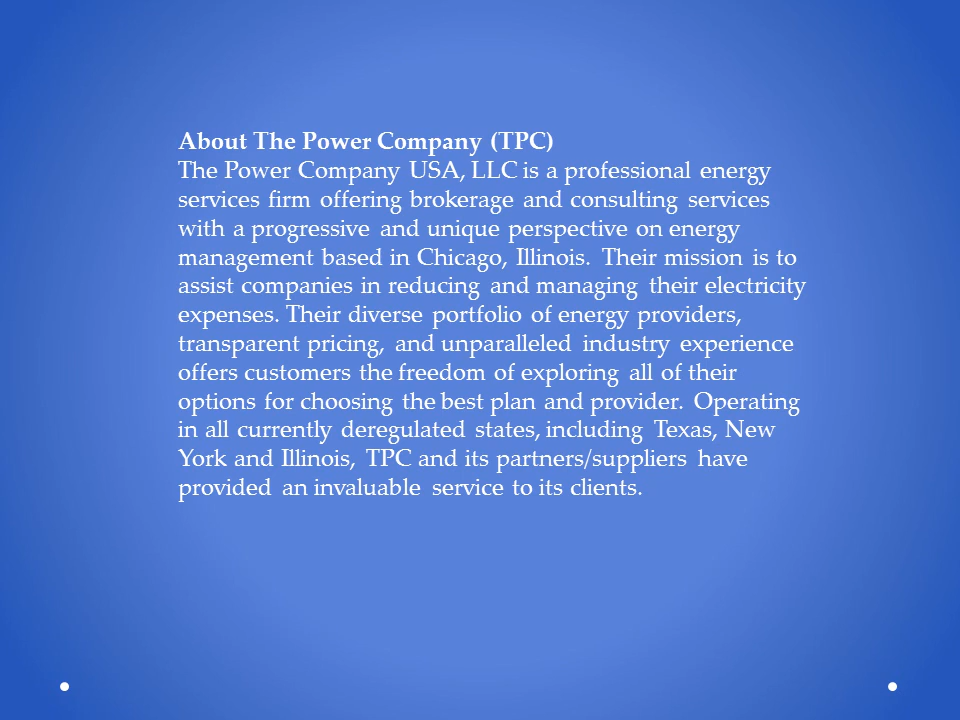 About The Power Company (TPC)
The Power Company USA, LLC is a professional energy
services firm offering brokerage and consulting services
with a progressive and unique perspective on energy
management based in Chicago, Illinois. Their mission is to
assist companies in reducing and managing their electricity
expenses. Their diverse portfolio of energy providers,
transparent pricing, and unparalleled industry experience
offers customers the freedom of exploring all of their
options for choosing the best plan and provider. Operating
in all currently deregulated states, including Texas, New
York and Illinois, TPC and its partners/suppliers have
provided an invaluable service to its clients.